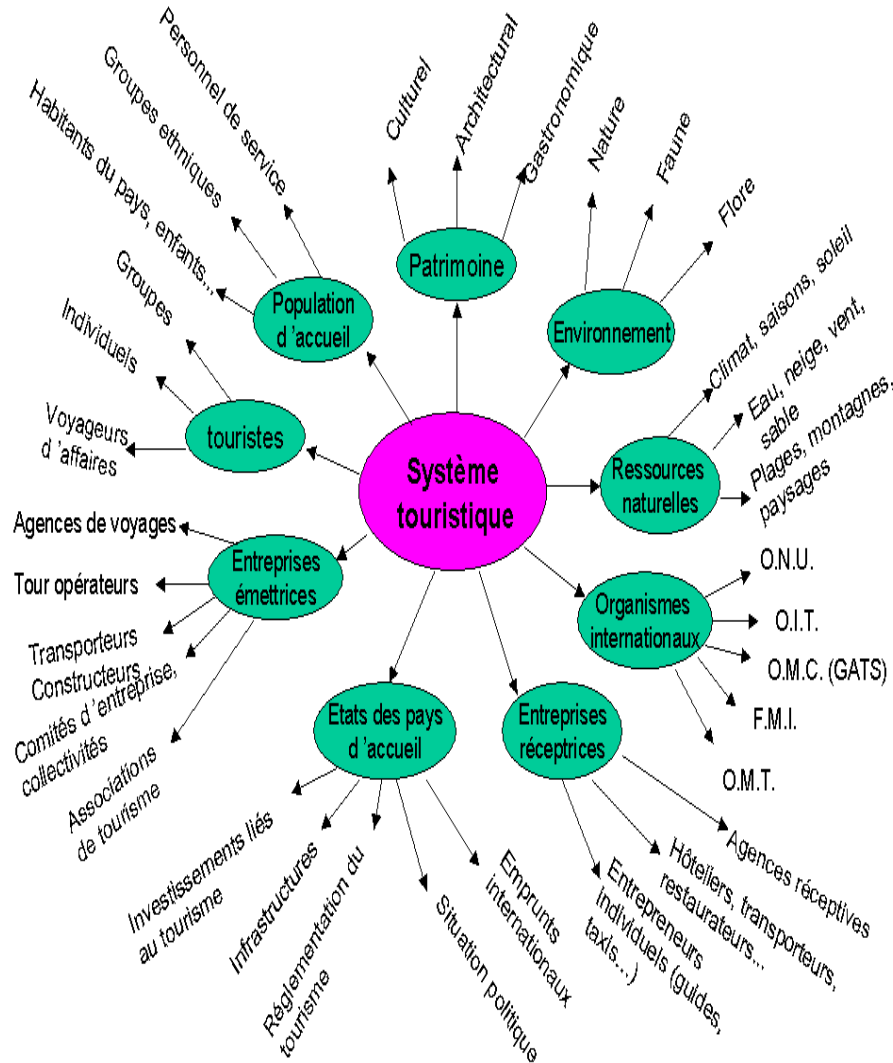 Système
touristique
Patrimoine
Culturel
Architectural
Gastronomique
Environnement
Nature
Faune
Flore
Ressources
naturelles
Climat, saisons, soleil
Eau, neige, vent,
sable
Plages, montagnes,
paysages
Organismes
internationaux
O.N.U.
O.I.T.
O.M.C. (GATS)
F.M.I.
O.M.T.
Entreprises
réceptrices
Agences réceptives
Hôteliers, transporteurs,
restaurateurs...
Entrepreneurs
individuels (guides,
taxis...)
Etats des pays
d 'accueil
Emprunts
internationaux
Situation politique
Réglementation du
tourisme
Infrastructures
Investissements liés
au tourisme
Entreprises
émettrices
Agences de voyages
Tour opérateurs
Transporteurs
Constructeurs
Comités d 'entreprise,
collectivités
Associations
de tourisme
touristes
Voyageurs
d 'affaires
Individuels
Groupes
Population
d 'accueil
Habitants du pays, enfants...
Groupes ethniques
Personnel de service